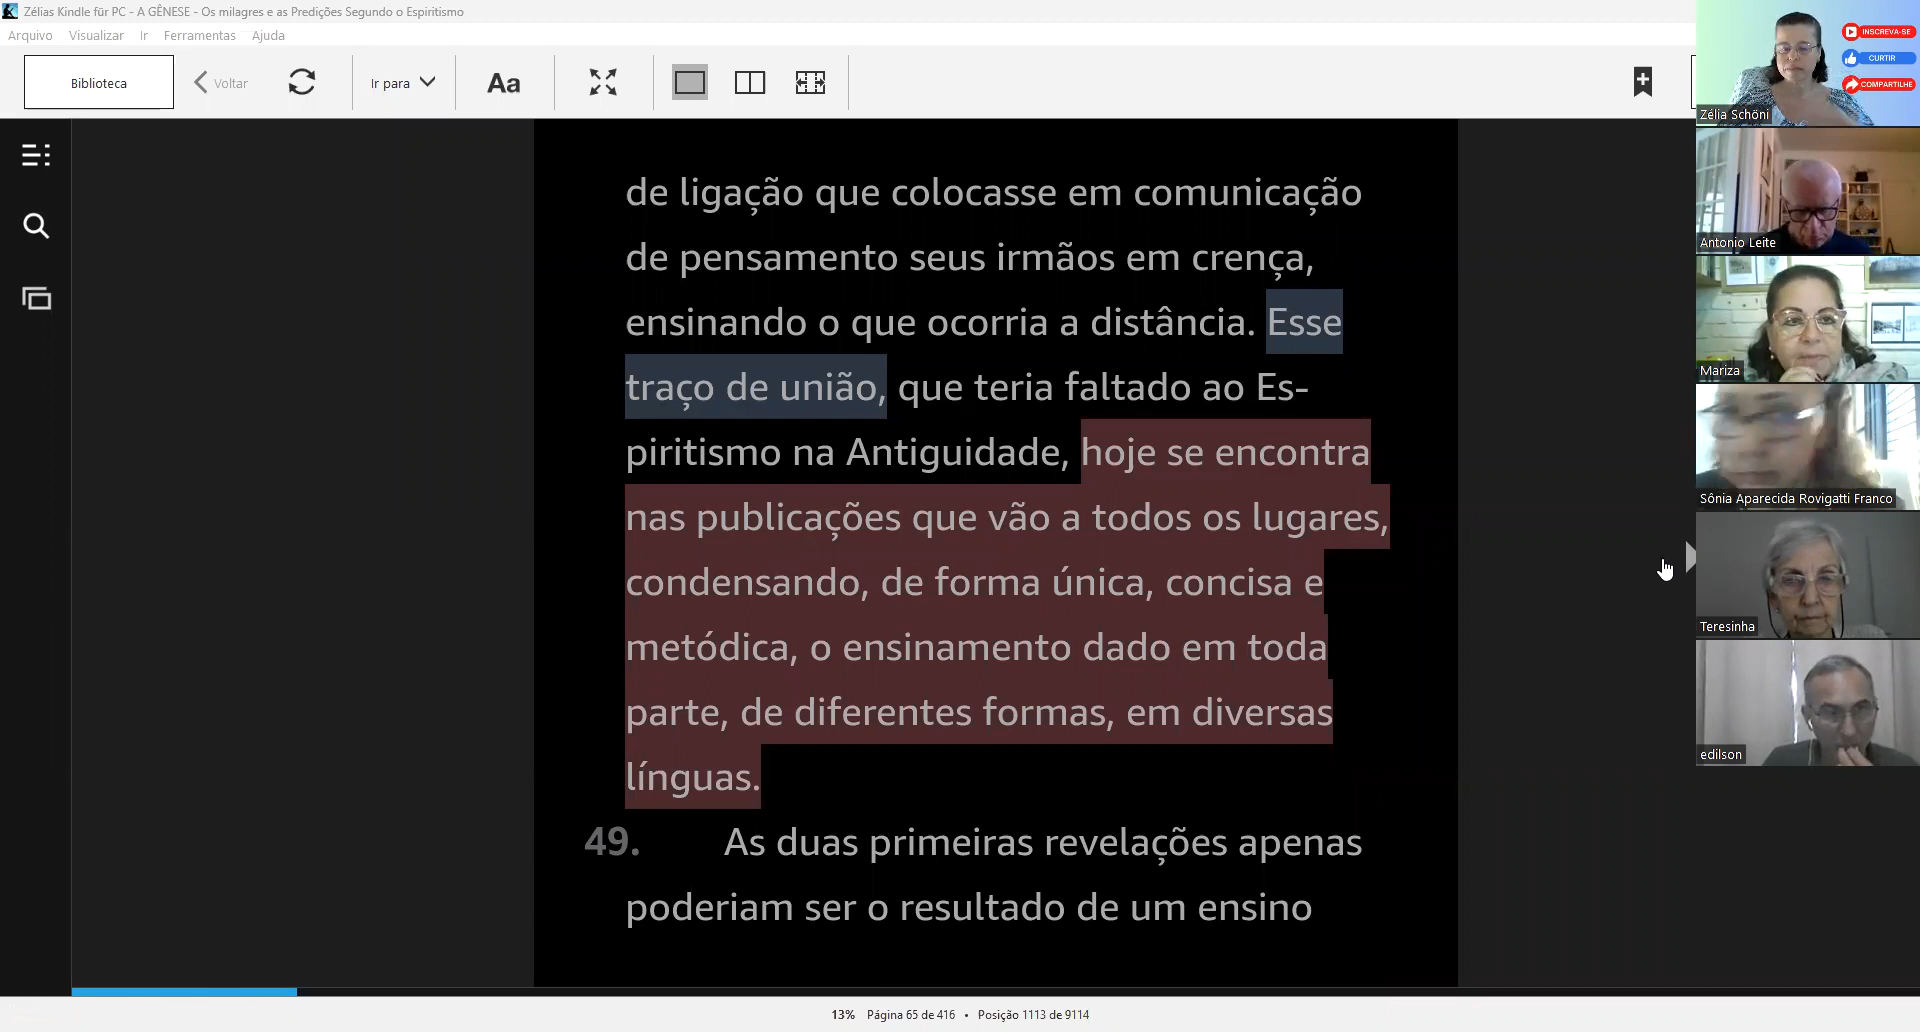 Zélias Kindle für PC - A GÊNESE - Os milagres e as Predições Segundo o Espiritismo
Arquivo Visualizar Ir Ferramentas Ajuda
Biblioteca
Voltar
Ir para
Aa
INSCREVA-SE
CURTIR
COMPARTILHE
Zélia Schöni
Antonio Leite
Mariza
Sônia Aparecida Rovigatti Franco
Teresinha
edilson
de ligação que colocasse em comunicação
de pensamento seus irmãos em crença,
ensinando o que ocorria a distância. Esse
traço de união, que teria faltado ao Es-
piritismo na Antiguidade, hoje se encontra
nas publicações que vão a todos os lugares,
condensando, de forma única, concisa e
metódica, o ensinamento dado em toda
parte, de diferentes formas, em diversas
línguas.
49. As duas primeiras revelações apenas
poderiam ser o resultado de um ensino
13% Página 65 de 416 • Posição 1113 de 9114